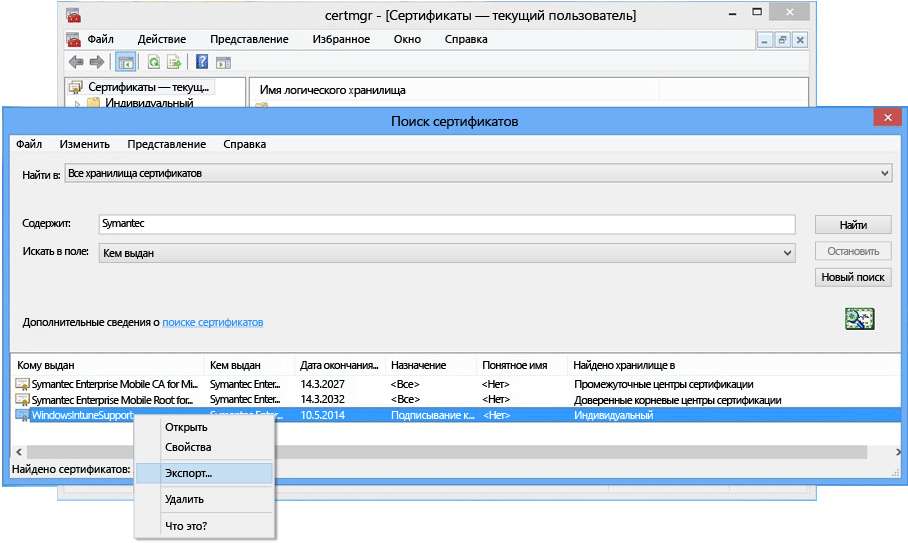 certmgr - [Сертификаты — текущий пользователь]
Файл Действие Представление Избранное Окно Справка
Сертификаты — текущ... Имя логического хранилища
Индивидуальный
Поиск сертификатов
Файл Изменить Представление Справка
Найти в: Все хранилища сертификатов
Содержит: Symantec Найти
Искать в поле: Кем выдан Остановить
Новый поиск
Дополнительные сведения о поиске сертификатов
Кому выдан Кем выдан Дата окончания... Назначение Понятное имя Найдено хранилище в
Symantec Enterprise Mobile CA for Mi... Symantec Enter... 14.3.2027 <Все> <Нет> Промежуточные центры сертификации
Symantec Enterprise Mobile Root for... Symantec Enter... 14.3.2032 <Все> <Нет> Доверенные корневые центры сертификации
WindowsIntuneSupport Symantec Enter... 10.5.2014 Подписывание к... <Нет> Индивидуальный
Открыть
Свойства
Найдено сертификатов: Экспорт...
Удалить
Что это?